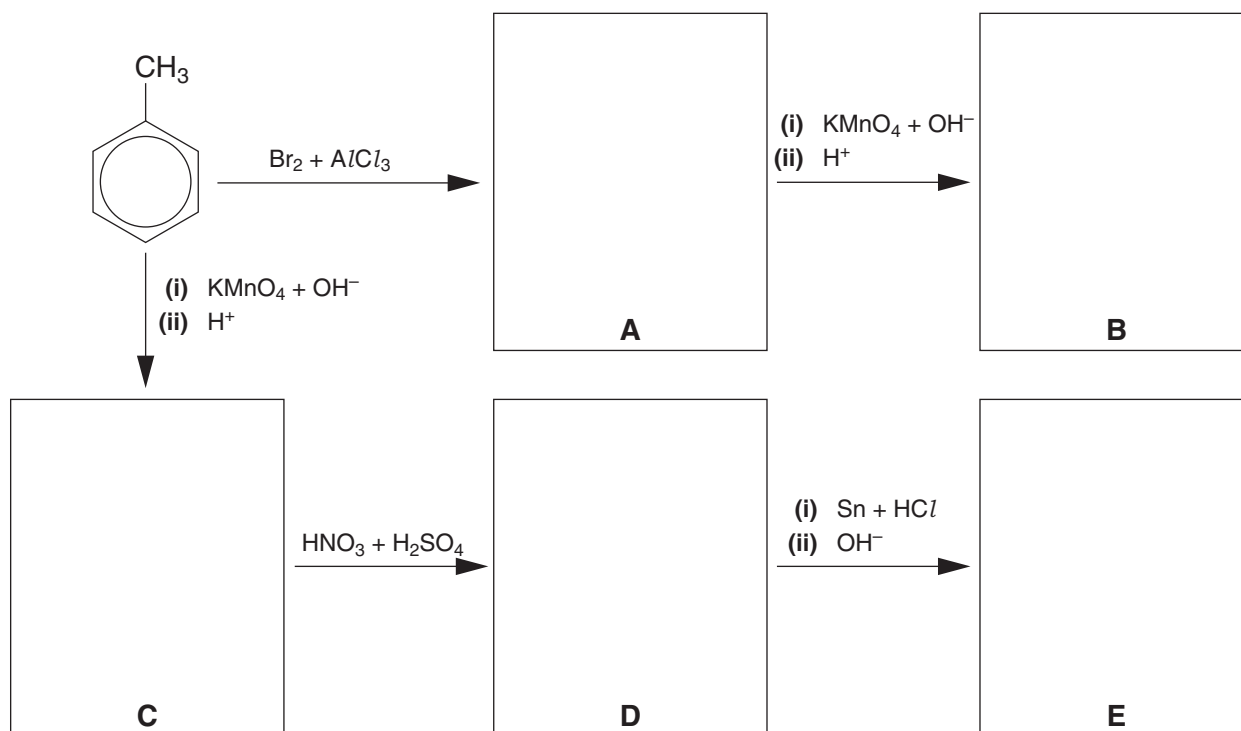 CH₃
Br₂ + AlCl₃
(i) KMnO₄ + OH⁻
(ii) H⁺
A
B
(i) KMnO₄ + OH⁻
(ii) H⁺
HNO₃ + H₂SO₄
(i) Sn + HCl
(ii) OH⁻
C
D
E